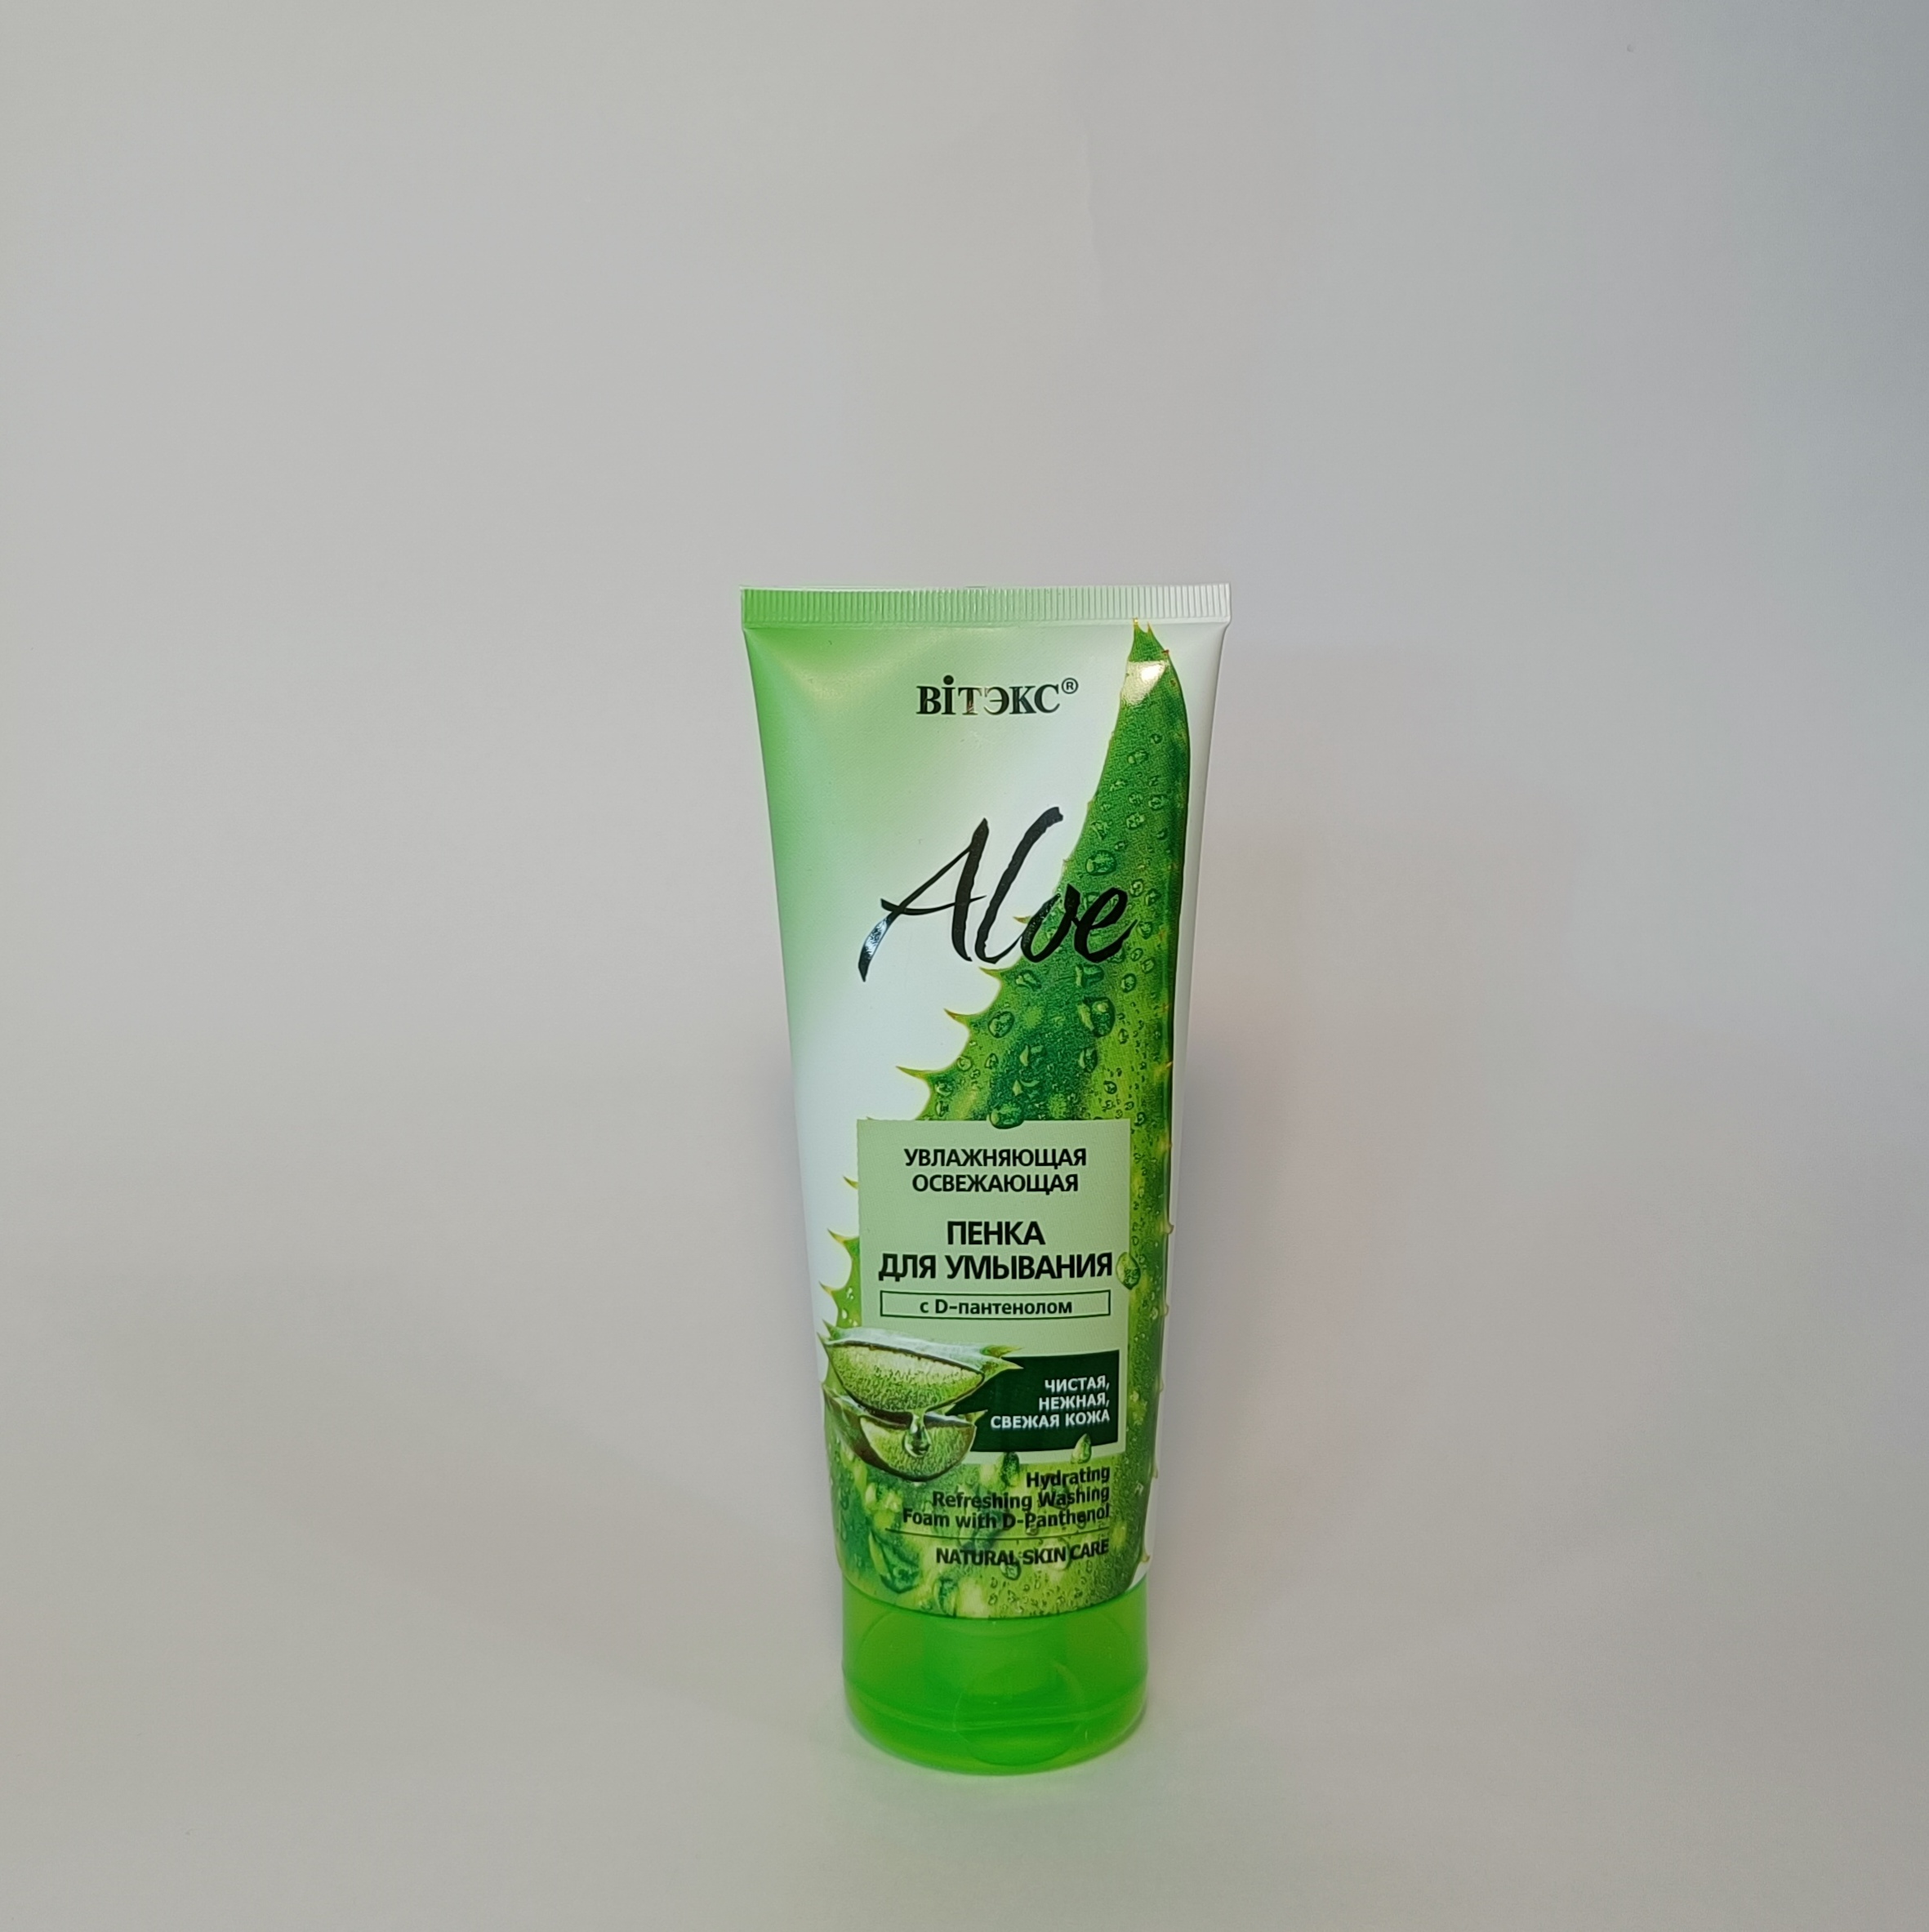 ВІТЭКС®
Aloe
УВЛАЖНЯЮЩАЯ
ОСВЕЖАЮЩАЯ
ПЕНКА
ДЛЯ УМЫВАНИЯ
с D-пантенолом
ЧИСТАЯ,
НЕЖНАЯ,
СВЕЖАЯ КОЖА
Hydrating
Refreshing Washing
Foam with D-Panthenol
NATURAL SKIN CARE